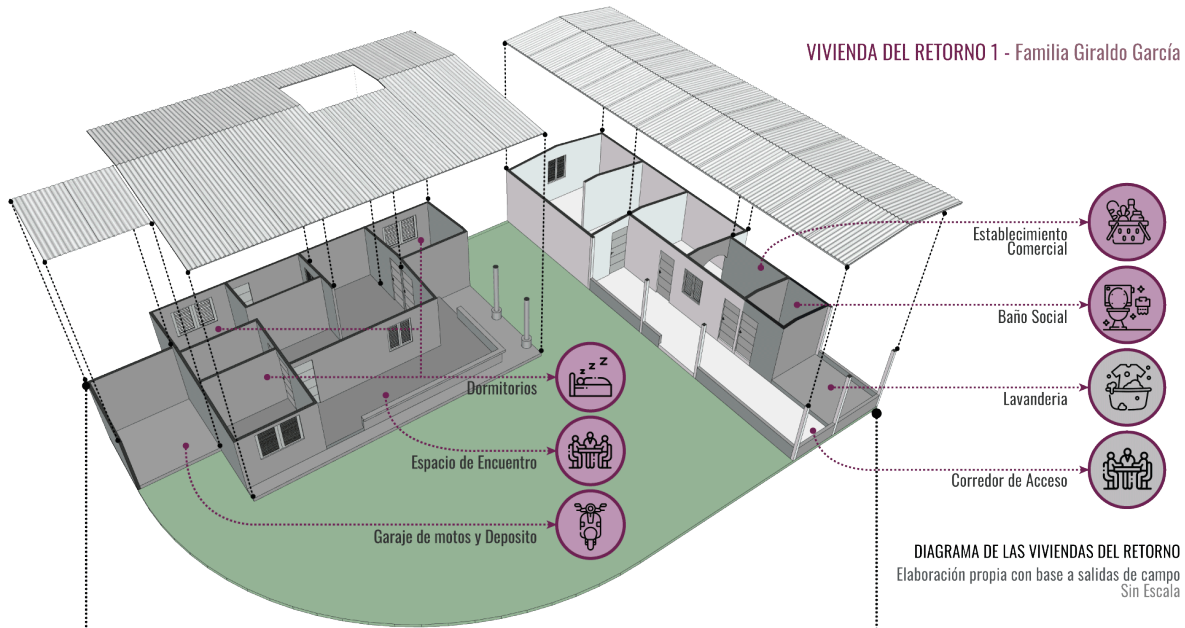 VIVIENDA DEL RETORNO 1 - Familia Giraldo García
Establecimiento
Comercial
Baño Social
Lavanderia
Corredor de Acceso
Dormitorios
z z z
Espacio de Encuentro
Garaje de motos y Deposito
DIAGRAMA DE LAS VIVIENDAS DEL RETORNO
Elaboración propia con base a salidas de campo
Sin Escala